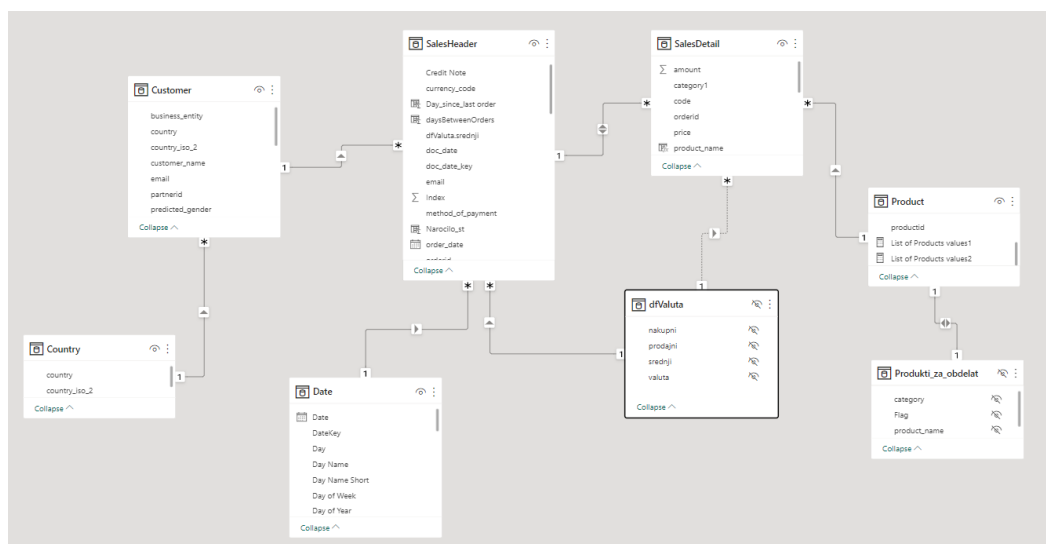 SalesHeader
Credit Note
currency_code
Day_since_last order
daysBetweenOrders
dfValuta.srednji
doc_date
doc_date_key
email
Index
method_of_payment
Narocilo_st
order_date
Collapse
SalesDetail
amount
category1
code
orderid
price
product_name
Collapse
Customer
business_entity
country
country_iso_2
customer_name
email
partnerid
predicted_gender
Collapse
Product
productid
List of Products values1
List of Products values2
Collapse
dfValuta
nakupni
prodajni
srednji
valuta
Collapse
Country
country
country_iso_2
Collapse
Date
Date
DateKey
Day
Day Name
Day Name Short
Day of Week
Day of Year
Collapse
Produkti_za_obdelat
category
Flag
product_name
Collapse
1
*
1
*
*
1
*
1
*
1
*
*
1
1
1
1